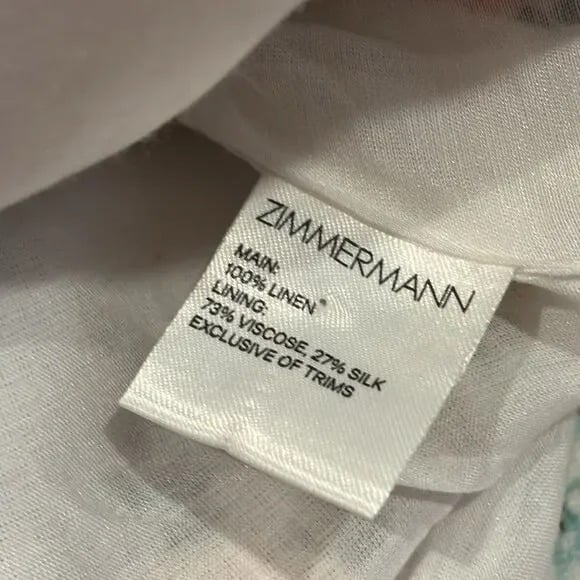 ZIMMERMANN
MAIN:
100% LINEN*
LINING:
73% VISCOSE, 27% SILK
EXCLUSIVE OF TRIMS